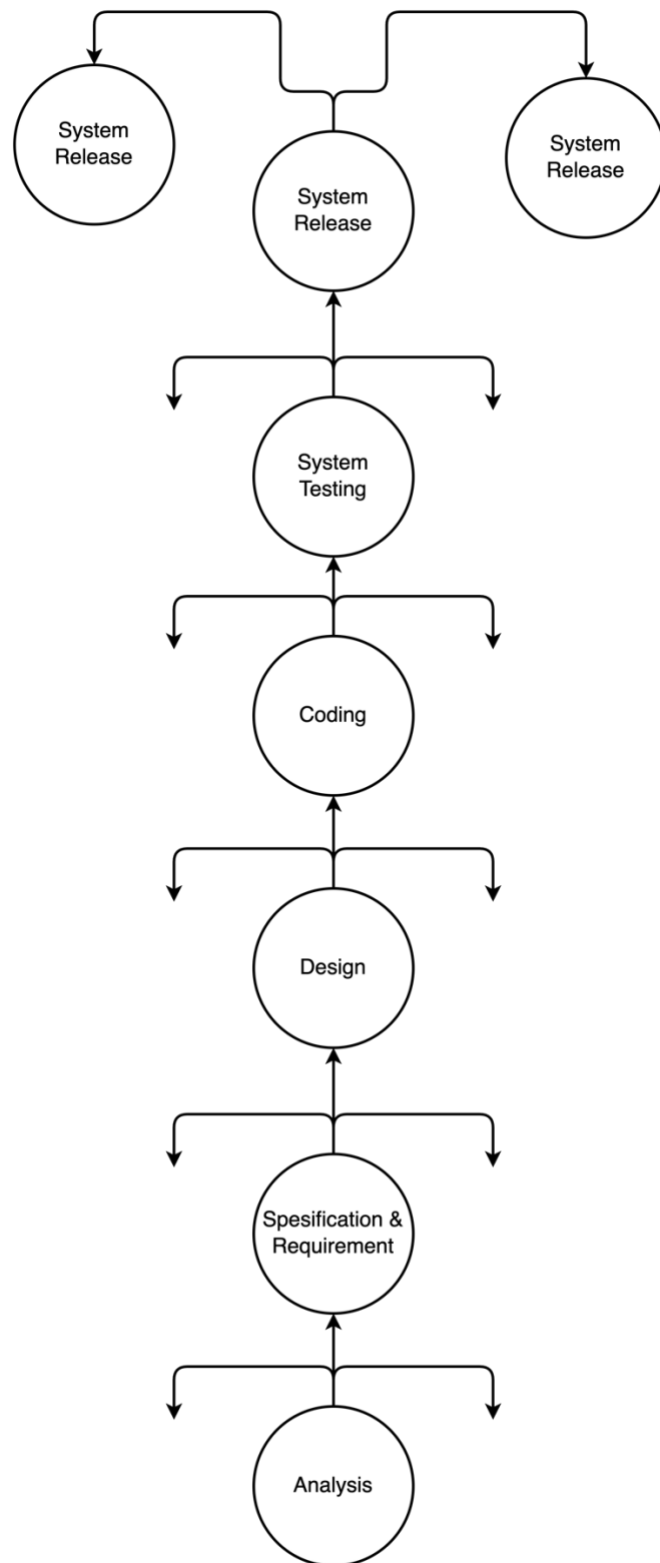 System
Release
System
Release
System
Release
System
Testing
Coding
Design
Spesification &
Requirement
Analysis